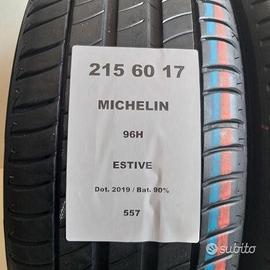 215 60 17
MICHELIN
96H
ESTIVE
Dot. 2019 / Bat. 90%
557
subito